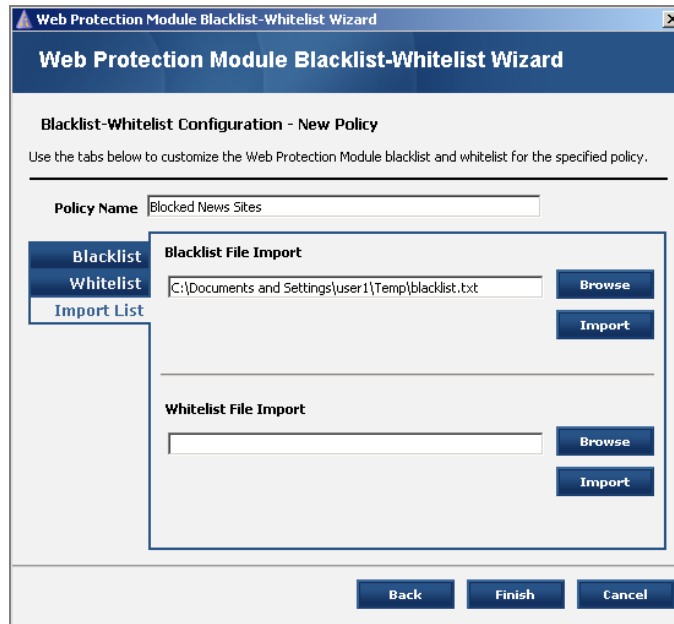 Web Protection Module Blacklist-Whitelist Wizard
Web Protection Module Blacklist-Whitelist Wizard
Blacklist-Whitelist Configuration - New Policy
Use the tabs below to customize the Web Protection Module blacklist and whitelist for the specified policy.
Policy Name Blocked News Sites
Blacklist
Whitelist
Import List
Blacklist File Import
C:\Documents and Settings\user1\Temp\blacklist.txt
Browse
Import
Whitelist File Import
Browse
Import
Back Finish Cancel